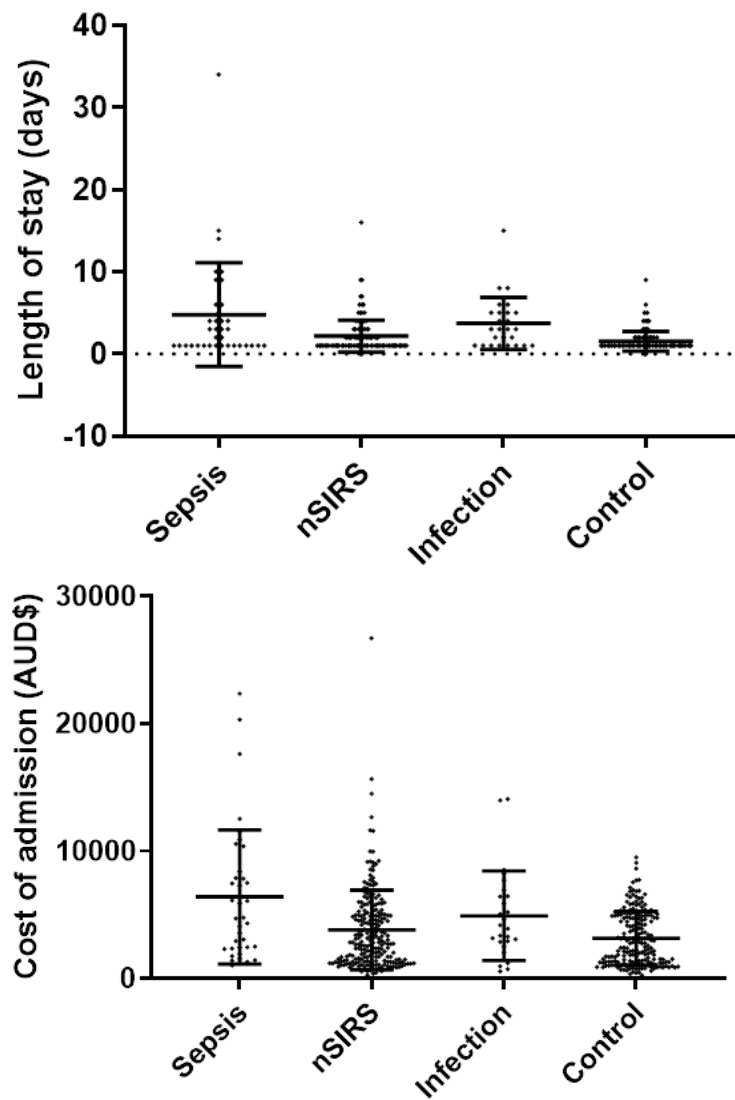 Length of stay (days)
40
30
20
10
0
-10
Sepsis
nSIRS
Infection
Control
Cost of admission (AUD$)
30000
20000
10000
0
Sepsis
nSIRS
Infection
Control